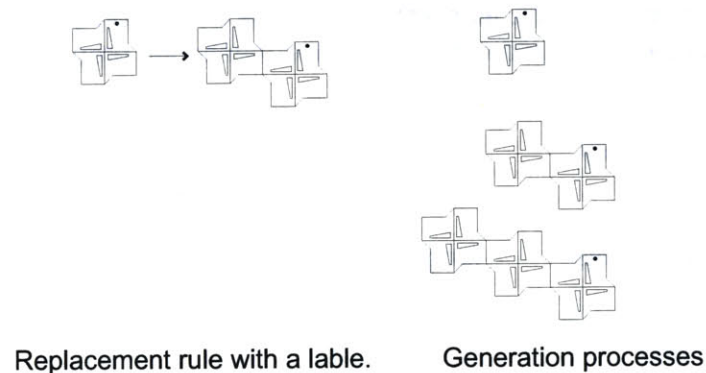 Replacement rule with a lable.
Generation processes